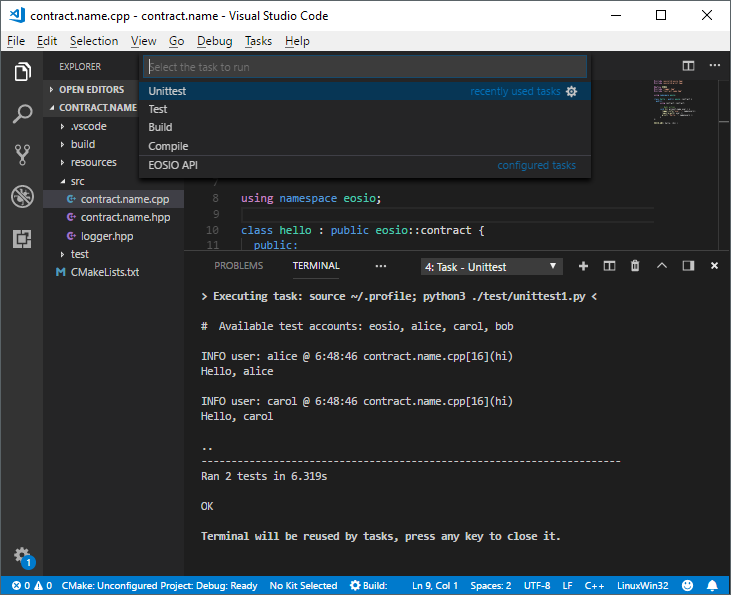 contract.name.cpp - contract.name - Visual Studio Code
File Edit Selection View Go Debug Tasks Help
EXPLORER
OPEN EDITORS
CONTRACT.NAME
.vscode
build
resources
src
contract.name.cpp
contract.name.hpp
logger.hpp
test
CMakeLists.txt
Select the task to run
Unittest recently used tasks
Test
Build
Compile
EOSIO API configured tasks
7
8 using namespace eosio;
9
10 class hello : public eosio::contract {
11 public:
PROBLEMS TERMINAL ··· 4: Task - Unittest
> Executing task: source ~/.profile; python3 ./test/unittest1.py <
# Available test accounts: eosio, alice, carol, bob
INFO user: alice @ 6:48:46 contract.name.cpp[16](hi)
Hello, alice
INFO user: carol @ 6:48:46 contract.name.cpp[16](hi)
Hello, carol
..
----------------------------------------------------------------------
Ran 2 tests in 6.319s
OK
Terminal will be reused by tasks, press any key to close it.
1
0 0 CMake: Unconfigured Project: Debug: Ready No Kit Selected Build: Ln 9, Col 1 Spaces: 2 UTF-8 LF C++ LinuxWin32